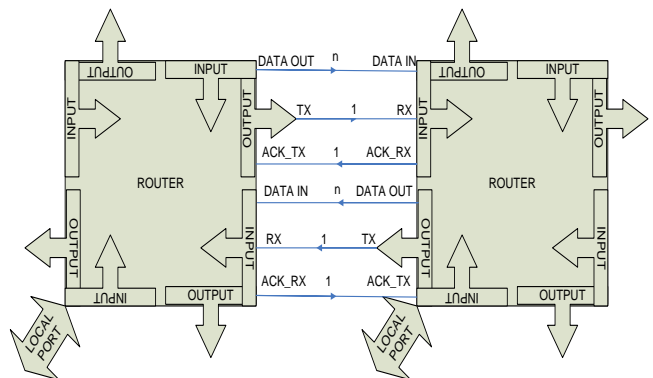 DATA OUT n DATA IN
OUTPUT INPUT OUTPUT INPUT
INPUT OUTPUT TX 1 RX INPUT OUTPUT
ACK_TX 1 ACK_RX
ROUTER ROUTER
DATA IN n DATA OUT
OUTPUT INPUT RX 1 TX OUTPUT INPUT
ACK_RX 1 ACK_TX
INPUT OUTPUT INPUT OUTPUT
LOCAL PORT LOCAL PORT